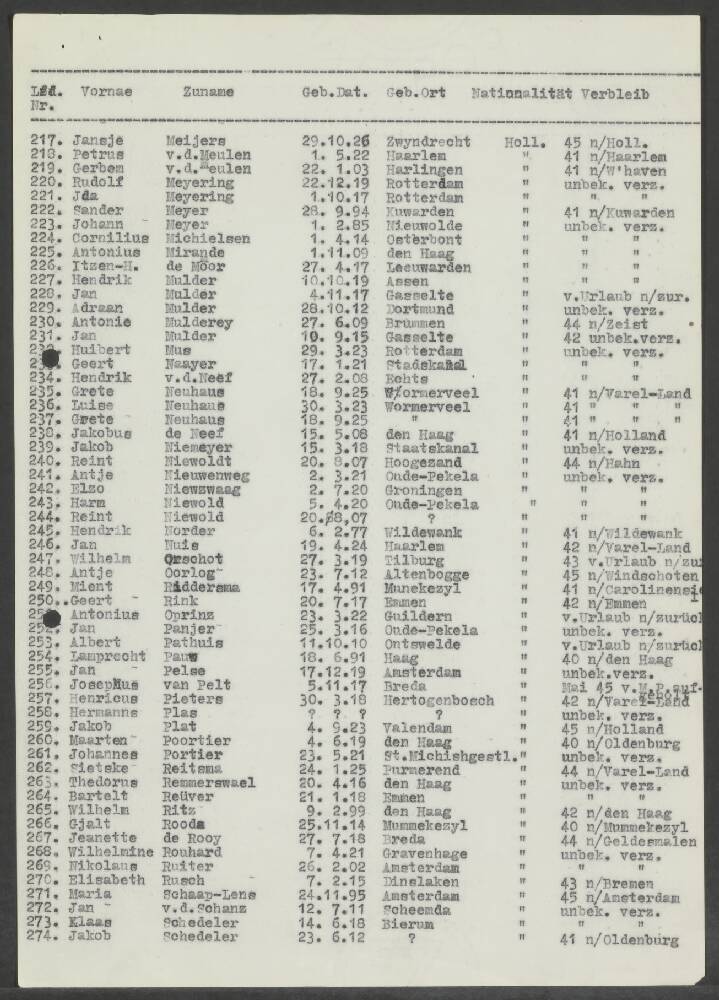 Lfd. Vorname Zuname Geb.Dat. Geb.Ort Nationalität Verbleib
Nr.
217. Jansje Meijers 29.10.26 Zwyndrecht Holl. 45 n/Holl.
218. Petrus v.d.Meulen 1. 5.22 Haarlem " 41 n/Haarlem
219. Gerbem v.d.Meulen 22. 1.03 Harlingen " 41 n/W'haven
220. Rudolf Meyering 22.12.19 Rotterdam " unbek. verz.
221. Jda Meyering 1.10.17 Rotterdam " " "
222. Sander Meyer 28. 9.94 Kuwarden " 41 n/Kuwarden
223. Johann Meyer 1. 2.85 Nieuwolde " unbek. verz.
224. Cornilius Michielsen 1. 4.14 Osterbont " " "
225. Antonius Mirande 1.11.09 den Haag " " "
226. Itzen-H. de Moor 27. 4.17 Leeuwarden " " "
227. Hendrik Mulder 10.10.19 Assen " " "
228. Jan Mulder 4.11.17 Gasselte " v.Urlaub n/zur.
229. Adraan Mulder 28.10.12 Dortmund " unbek. verz.
230. Antonie Mulderey 27. 6.09 Brummen " 44 n/Zeist
231. Jan Mulder 10. 9.15 Gasselte " 42 unbek.verz.
Huibert Mus 29. 3.23 Rotterdam " unbek. verz.
Geert Naayer 17. 1.21 Stadskanal " " "
234. Hendrik v.d.Neef 27. 2.08 Echts " " "
235. Grete Neuhaus 18. 9.25 Wormerveel " 41 n/Varel-Land
236. Luise Neuhaus 30. 3.23 Wormerveel " 41 " " "
237. Grete Neuhaus 18. 9.25 " " 41 " " "
238. Jakobus de Neef 15. 5.08 den Haag " 41 n/Holland
239. Jakob Niemeyer 15. 3.18 Staatskanal " unbek. verz.
240. Reint Niewoldt 20. 8.07 Hoogezand " 44 n/Hahn
241. Antje Nieuwenweg 2. 3.21 Oude-Pekela " unbek. verz.
242. Elzo Niewzwaag 2. 7.20 Groningen " " "
243. Harm Niewold 5. 4.20 Oude-Pekela " " "
244. Reint Niewold 20.08,07 ? " " "
245. Hendrik Norder 6. 2.77 Wildewank " 41 n/Wildewank
246. Jan Nuis 19. 4.24 Haarlem " 42 n/Varel-Land
247. Wilhelm Orschot 27. 3.19 Tilburg " 43 v.Urlaub n/zu
248. Antje Oorlog 23. 7.12 Altenbogge " 45 n/Windschoten
249. Mient Riddersma 17. 4.91 Munekezyl " 41 n/Carolinensie
250..Geert Rink 20. 7.17 Emmen " 42 n/Emmen
Antonius Oprinz 23. 3.22 Guildern " v.Urlaub n/zurück
252. Jan Panjer 25. 3.16 Oude-Pekela " unbek. verz.
253. Albert Pathuis 11.10.10 Ontswelde " v.Urlaub n/zurück
254. Lamprecht Pauw 18. 6.91 Haag " 40 n/den Haag
255. Jan Pelse 17.12.19 Amsterdam " unbek.verz.
256. Josephus van Pelt 5.11.17 Breda " Mai 45 v.M.P.auf-
257. Henricus Pieters 30. 3.18 Hertogenbosch " 42 n/Varel-Land
258. Hermanns Plas ? ? ? ? " unbek. verz.
259. Jakob Plat 4. 9.23 Valendam " 45 n/Holland
260. Maarten Poortier 4. 6.19 den Haag " 40 n/Oldenburg
261. Johannes Portier 23. 5.21 St.Michishgestl." unbek. verz.
262. Sietske Reitsma 24. 1.25 Purmerend " 44 n/Varel-Land
263. Thedorus Remmerswael 20. 4.16 den Haag " unbek. verz.
264. Bartelt Reüver 21. 1.18 Emmen " " "
265. Wilhelm Ritz 9. 2.99 den Haag " 42 n/den Haag
266. Gjalt Rooda 25.11.14 Mummekezyl " 40 n/Mummekezyl
267. Jeanette de Rooy 27. 7.18 Breda " 44 n/Geldesmalen
268. Wilhelmine Rouhard 7. 4.21 Gravenhage " unbek. verz.
269. Nikolaus Ruiter 26. 2.02 Amsterdam " " "
270. Elisabeth Rusch 7. 2.15 Dinslaken " 43 n/Bremen
271. Maria Schaap-Lens 24.11.95 Amsterdam " 45 n/Amsterdam
272. Jan v.d.Schanz 12. 7.11 Scheemda " unbek. verz.
273. Klaas Schedeler 14. 6.18 Bierum " " "
274. Jakob Schedeler 23. 6.12 ? " 41 n/Oldenburg